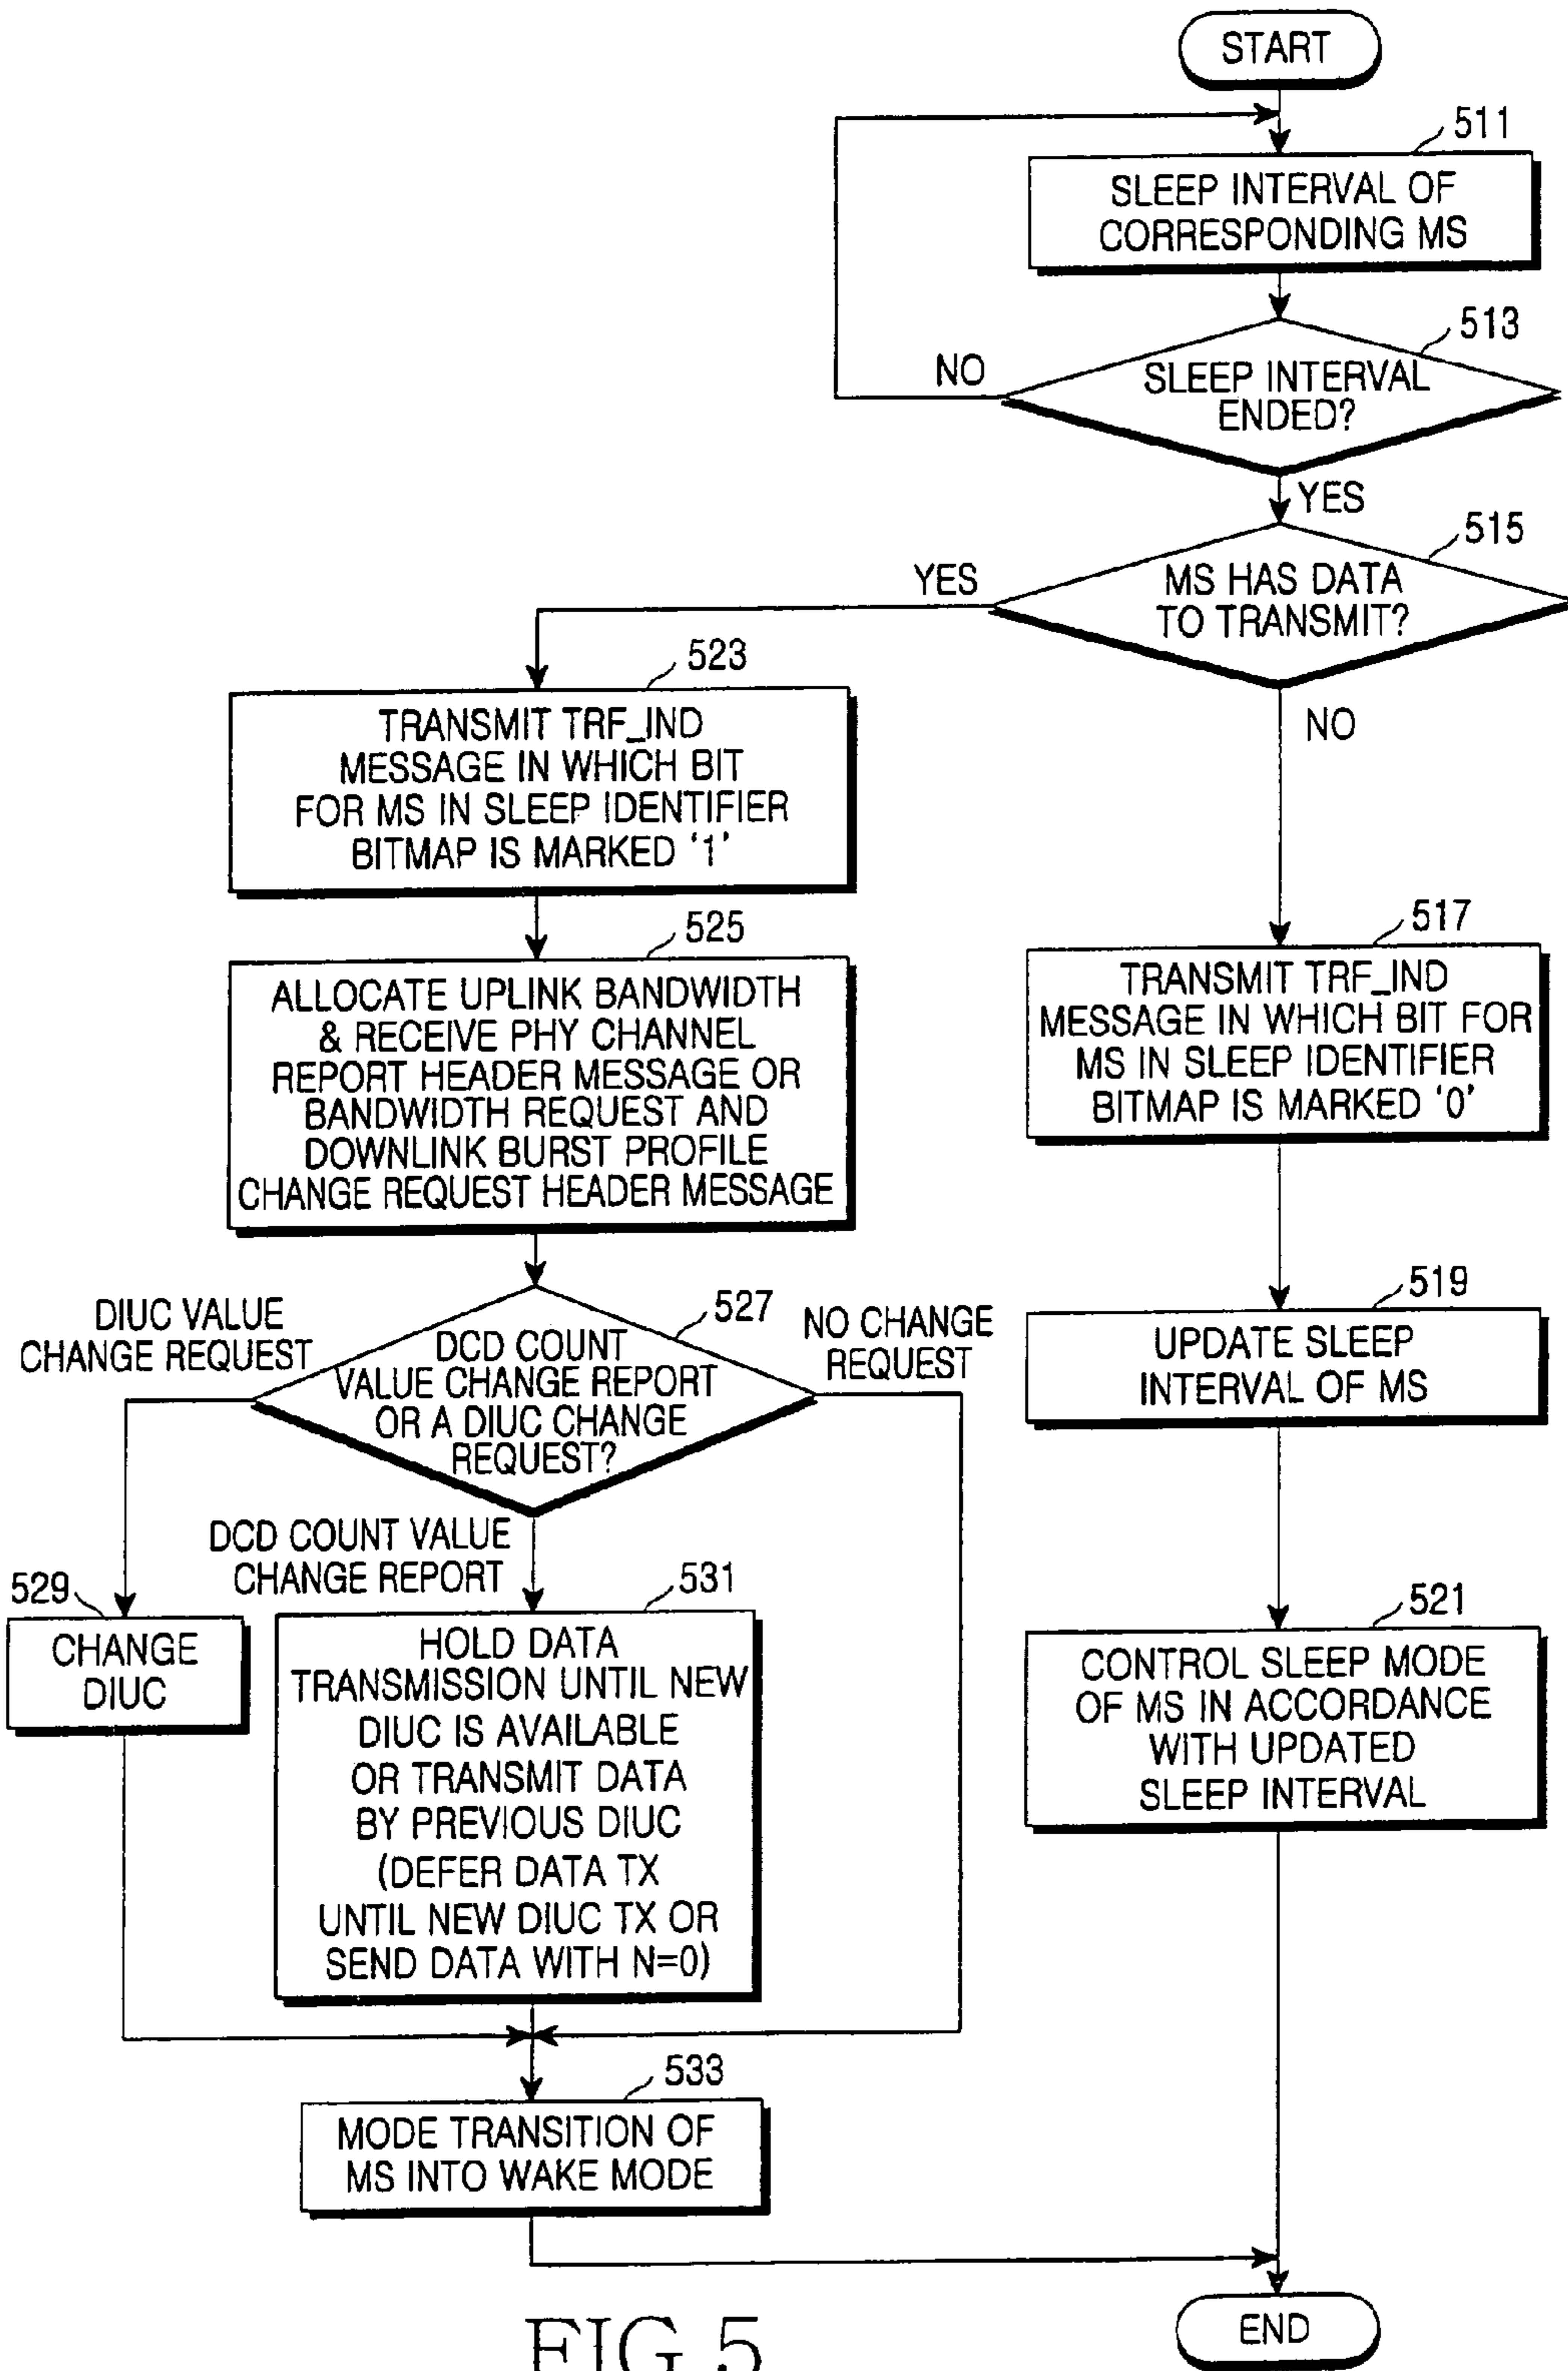 START
511
SLEEP INTERVAL OF
CORRESPONDING MS
513
NO
SLEEP INTERVAL
ENDED?
YES
515
YES
MS HAS DATA
TO TRANSMIT?
NO
523
TRANSMIT TRF_IND
MESSAGE IN WHICH BIT
FOR MS IN SLEEP IDENTIFIER
BITMAP IS MARKED '1'
525
ALLOCATE UPLINK BANDWIDTH
& RECEIVE PHY CHANNEL
REPORT HEADER MESSAGE OR
BANDWIDTH REQUEST AND
DOWNLINK BURST PROFILE
CHANGE REQUEST HEADER MESSAGE
517
TRANSMIT TRF_IND
MESSAGE IN WHICH BIT FOR
MS IN SLEEP IDENTIFIER
BITMAP IS MARKED '0'
527
DIUC VALUE
CHANGE REQUEST
DCD COUNT
VALUE CHANGE REPORT
OR A DIUC CHANGE
REQUEST?
NO CHANGE
REQUEST
519
UPDATE SLEEP
INTERVAL OF MS
DCD COUNT VALUE
CHANGE REPORT
529
CHANGE
DIUC
531
HOLD DATA
TRANSMISSION UNTIL NEW
DIUC IS AVAILABLE
OR TRANSMIT DATA
BY PREVIOUS DIUC
(DEFER DATA TX
UNTIL NEW DIUC TX OR
SEND DATA WITH N=0)
521
CONTROL SLEEP MODE
OF MS IN ACCORDANCE
WITH UPDATED
SLEEP INTERVAL
533
MODE TRANSITION OF
MS INTO WAKE MODE
END
FIG.5